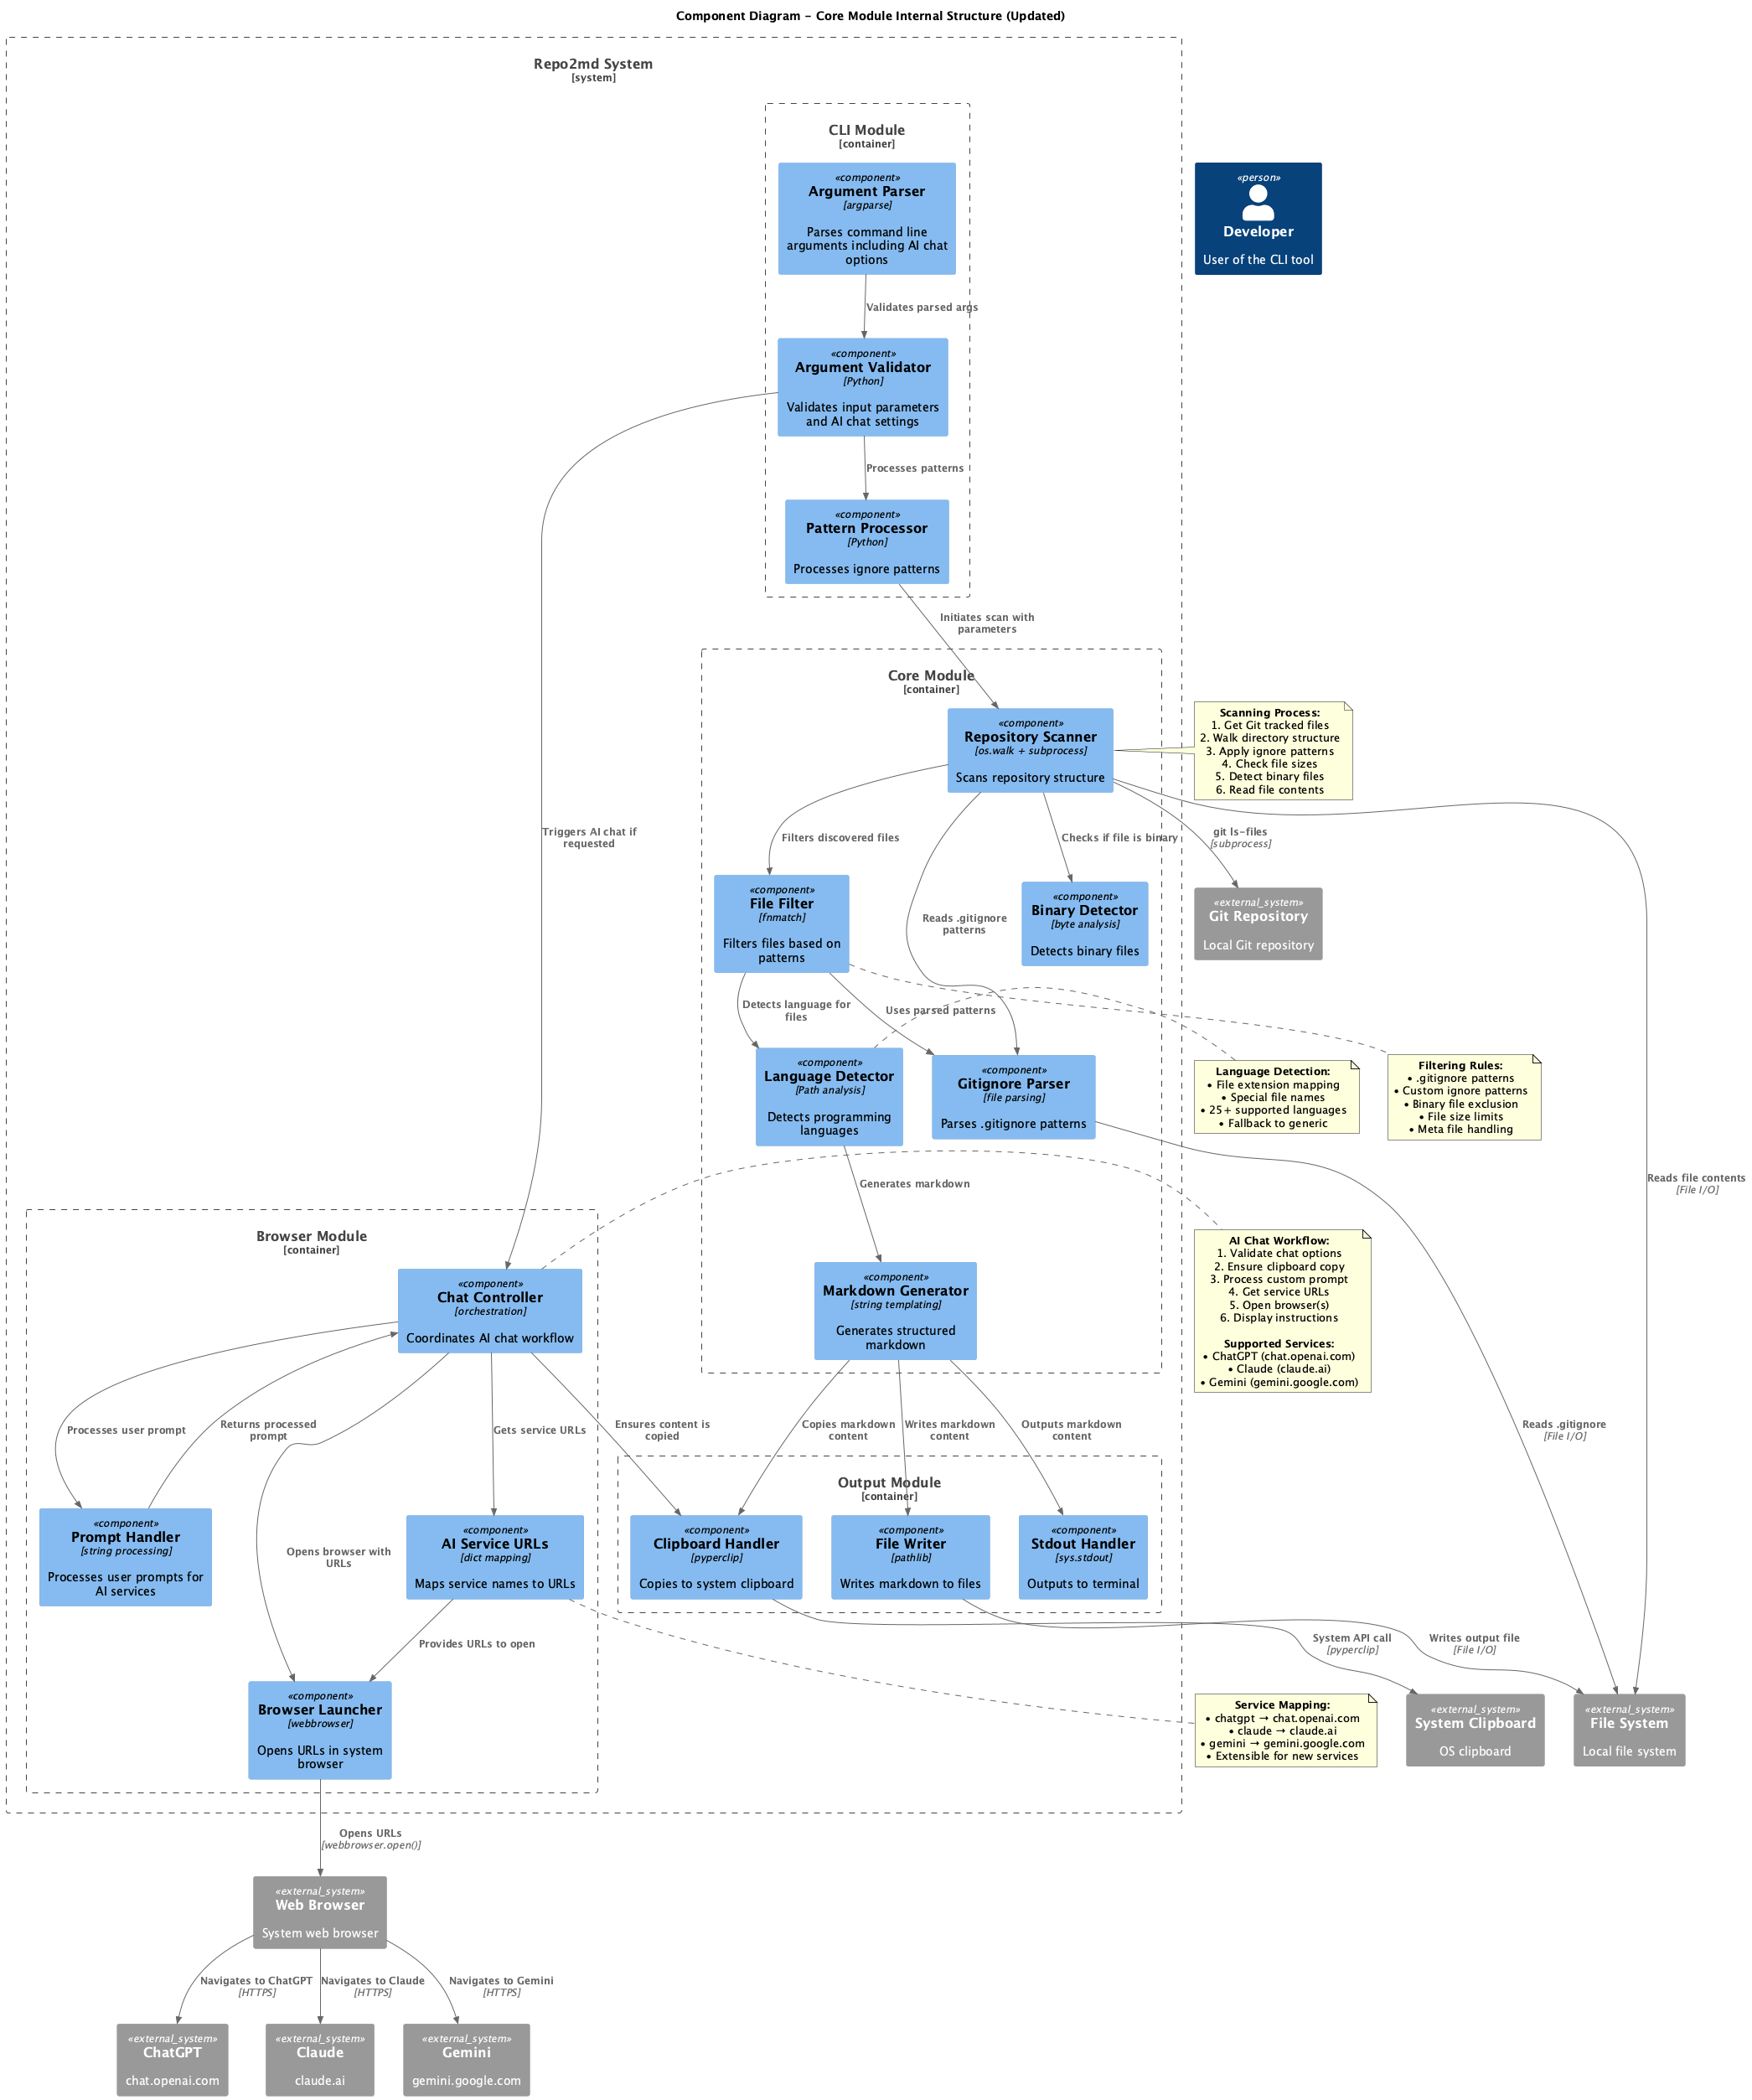 Component Diagram - Core Module Internal Structure (Updated)
Repo2md System
[system]
CLI Module
[container]
«component»
Argument Parser
[argparse]
Parses command line
arguments including AI chat
options
«person»
Developer
User of the CLI tool
Validates parsed args
«component»
Argument Validator
[Python]
Validates input parameters
and AI chat settings
Processes patterns
«component»
Pattern Processor
[Python]
Processes ignore patterns
Initiates scan with
parameters
Core Module
[container]
«component»
Repository Scanner
[os.walk + subprocess]
Scans repository structure
Scanning Process:
1. Get Git tracked files
2. Walk directory structure
3. Apply ignore patterns
4. Check file sizes
5. Detect binary files
6. Read file contents
Triggers AI chat if
requested
Filters discovered files
Checks if file is binary
git ls-files
[subprocess]
«component»
File Filter
[fnmatch]
Filters files based on
patterns
Reads .gitignore
patterns
«component»
Binary Detector
[byte analysis]
Detects binary files
«external_system»
Git Repository
Local Git repository
Detects language for
files
Uses parsed patterns
«component»
Language Detector
[Path analysis]
Detects programming
languages
«component»
Gitignore Parser
[file parsing]
Parses .gitignore patterns
Language Detection:
• File extension mapping
• Special file names
• 25+ supported languages
• Fallback to generic
Filtering Rules:
• .gitignore patterns
• Custom ignore patterns
• Binary file exclusion
• File size limits
• Meta file handling
Generates markdown
Reads file contents
[File I/O]
Browser Module
[container]
«component»
Chat Controller
[orchestration]
Coordinates AI chat workflow
«component»
Markdown Generator
[string templating]
Generates structured
markdown
AI Chat Workflow:
1. Validate chat options
2. Ensure clipboard copy
3. Process custom prompt
4. Get service URLs
5. Open browser(s)
6. Display instructions
Supported Services:
• ChatGPT (chat.openai.com)
• Claude (claude.ai)
• Gemini (gemini.google.com)
Processes user prompt
Returns processed
prompt
Gets service URLs
Ensures content is
copied
Copies markdown
content
Writes markdown
content
Outputs markdown
content
Reads .gitignore
[File I/O]
Output Module
[container]
«component»
Prompt Handler
[string processing]
Processes user prompts for
AI services
Opens browser with
URLs
«component»
AI Service URLs
[dict mapping]
Maps service names to URLs
«component»
Clipboard Handler
[pyperclip]
Copies to system clipboard
«component»
File Writer
[pathlib]
Writes markdown to files
«component»
Stdout Handler
[sys.stdout]
Outputs to terminal
Provides URLs to open
System API call
[pyperclip]
Writes output file
[File I/O]
«component»
Browser Launcher
[webbrowser]
Opens URLs in system
browser
Service Mapping:
• chatgpt → chat.openai.com
• claude → claude.ai
• gemini → gemini.google.com
• Extensible for new services
«external_system»
System Clipboard
OS clipboard
«external_system»
File System
Local file system
Opens URLs
[webbrowser.open()]
«external_system»
Web Browser
System web browser
Navigates to ChatGPT
[HTTPS]
Navigates to Claude
[HTTPS]
Navigates to Gemini
[HTTPS]
«external_system»
ChatGPT
chat.openai.com
«external_system»
Claude
claude.ai
«external_system»
Gemini
gemini.google.com